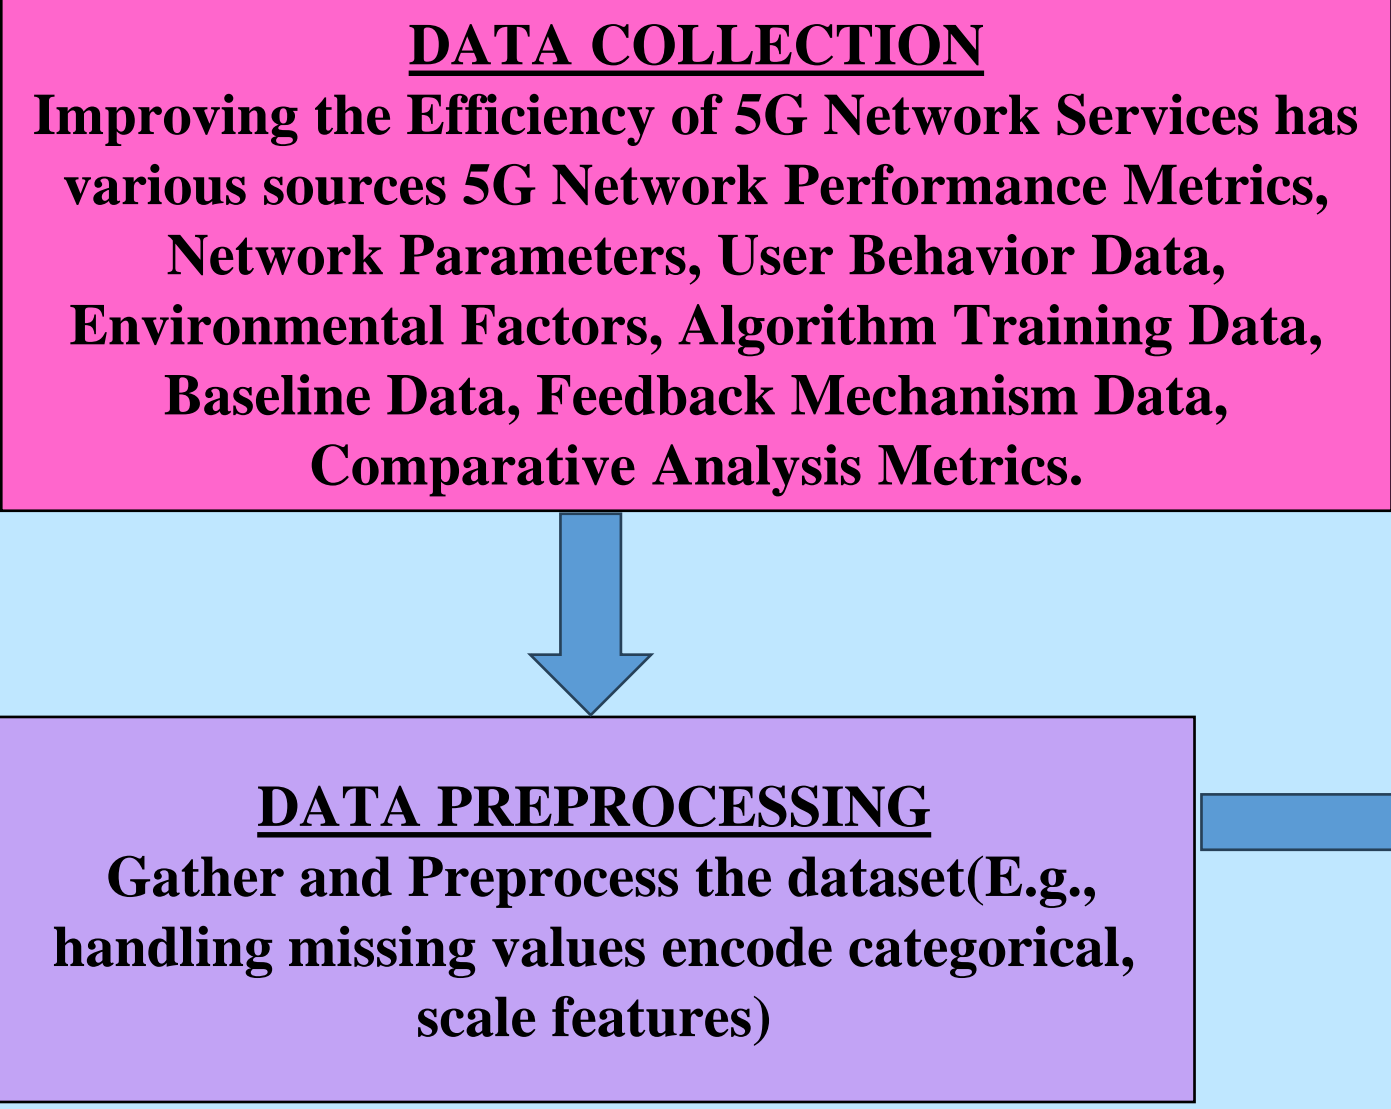 DATA COLLECTION
Improving the Efficiency of 5G Network Services has
various sources 5G Network Performance Metrics,
Network Parameters, User Behavior Data,
Environmental Factors, Algorithm Training Data,
Baseline Data, Feedback Mechanism Data,
Comparative Analysis Metrics.
DATA PREPROCESSING
Gather and Preprocess the dataset(E.g.,
handling missing values encode categorical,
scale features)